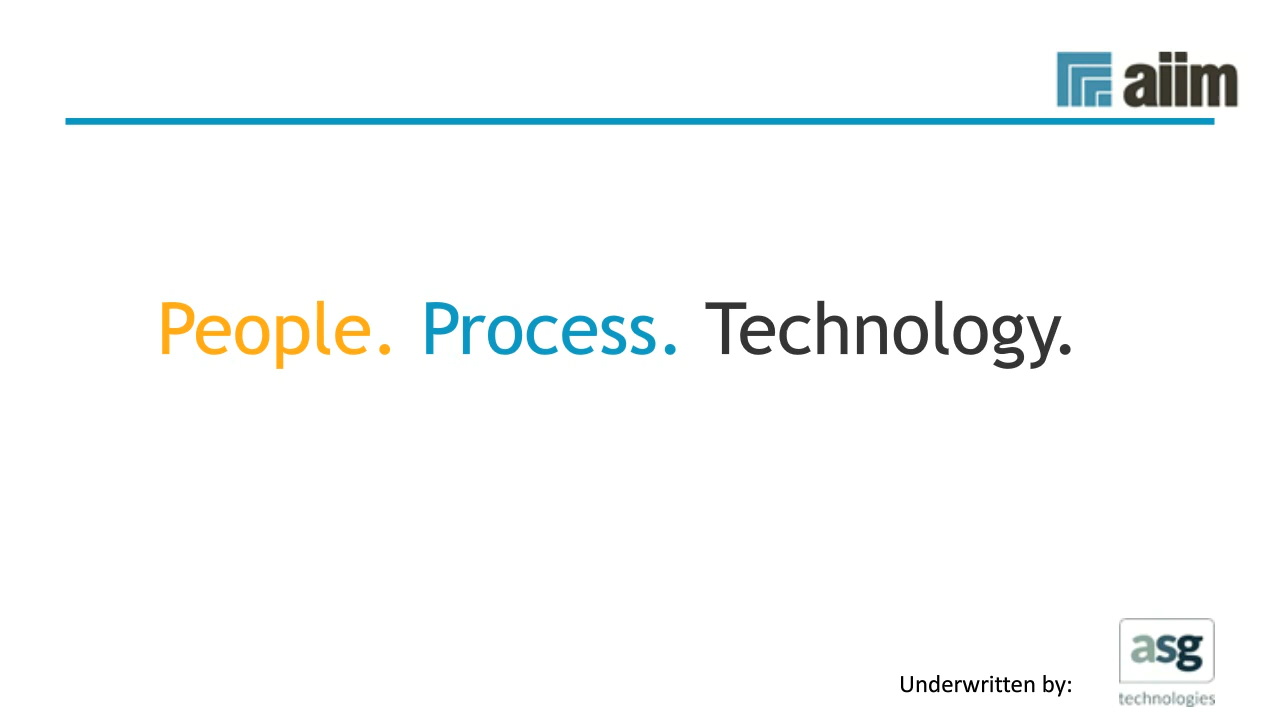 aiim
People. Process. Technology.
Underwritten by:
asg
technologies